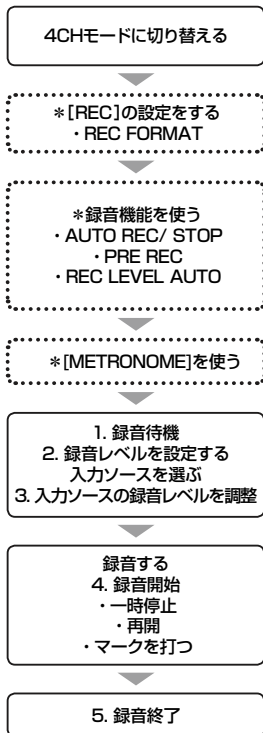 4CHモードに切り替える
＊[REC]の設定をする
・REC FORMAT
＊録音機能を使う
・AUTO REC/ STOP
・PRE REC
・REC LEVEL AUTO
＊[METRONOME]を使う
1. 録音待機
2. 録音レベルを設定する
入力ソースを選ぶ
3. 入力ソースの録音レベルを調整
録音する
4. 録音開始
・一時停止
・再開
・マークを打つ
5. 録音終了